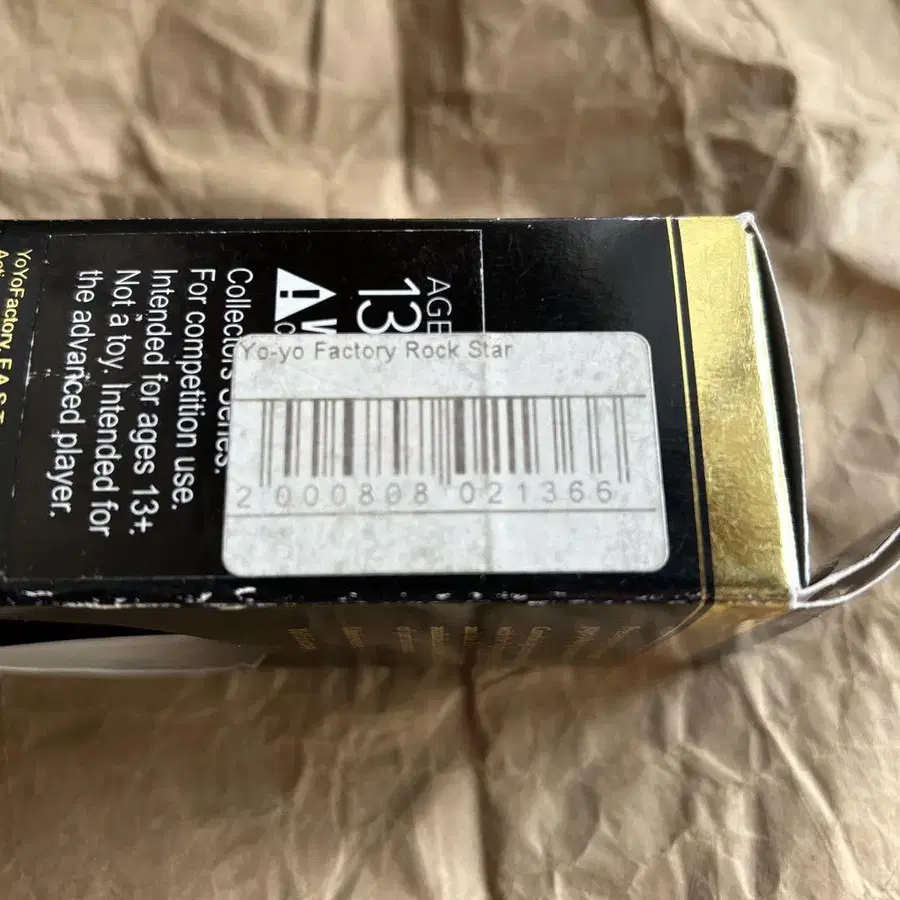 Yo-yo Factory Rock Star
2 000808 021366
AGE
13
Collectors Series.
For competition use.
Intended for ages 13+.
Not a toy. Intended for
the advanced player.
YoYoFactory, F.A.S.T.